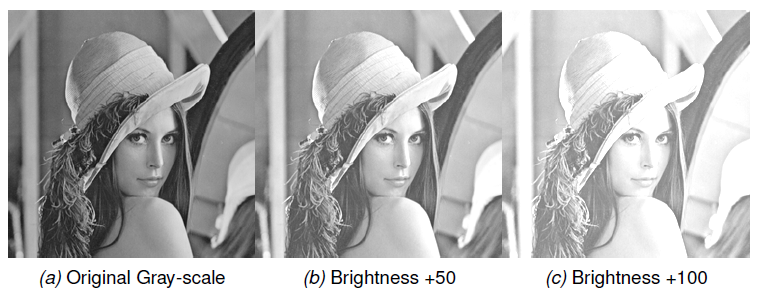 (a) Original Gray-scale
(b) Brightness +50
(c) Brightness +100